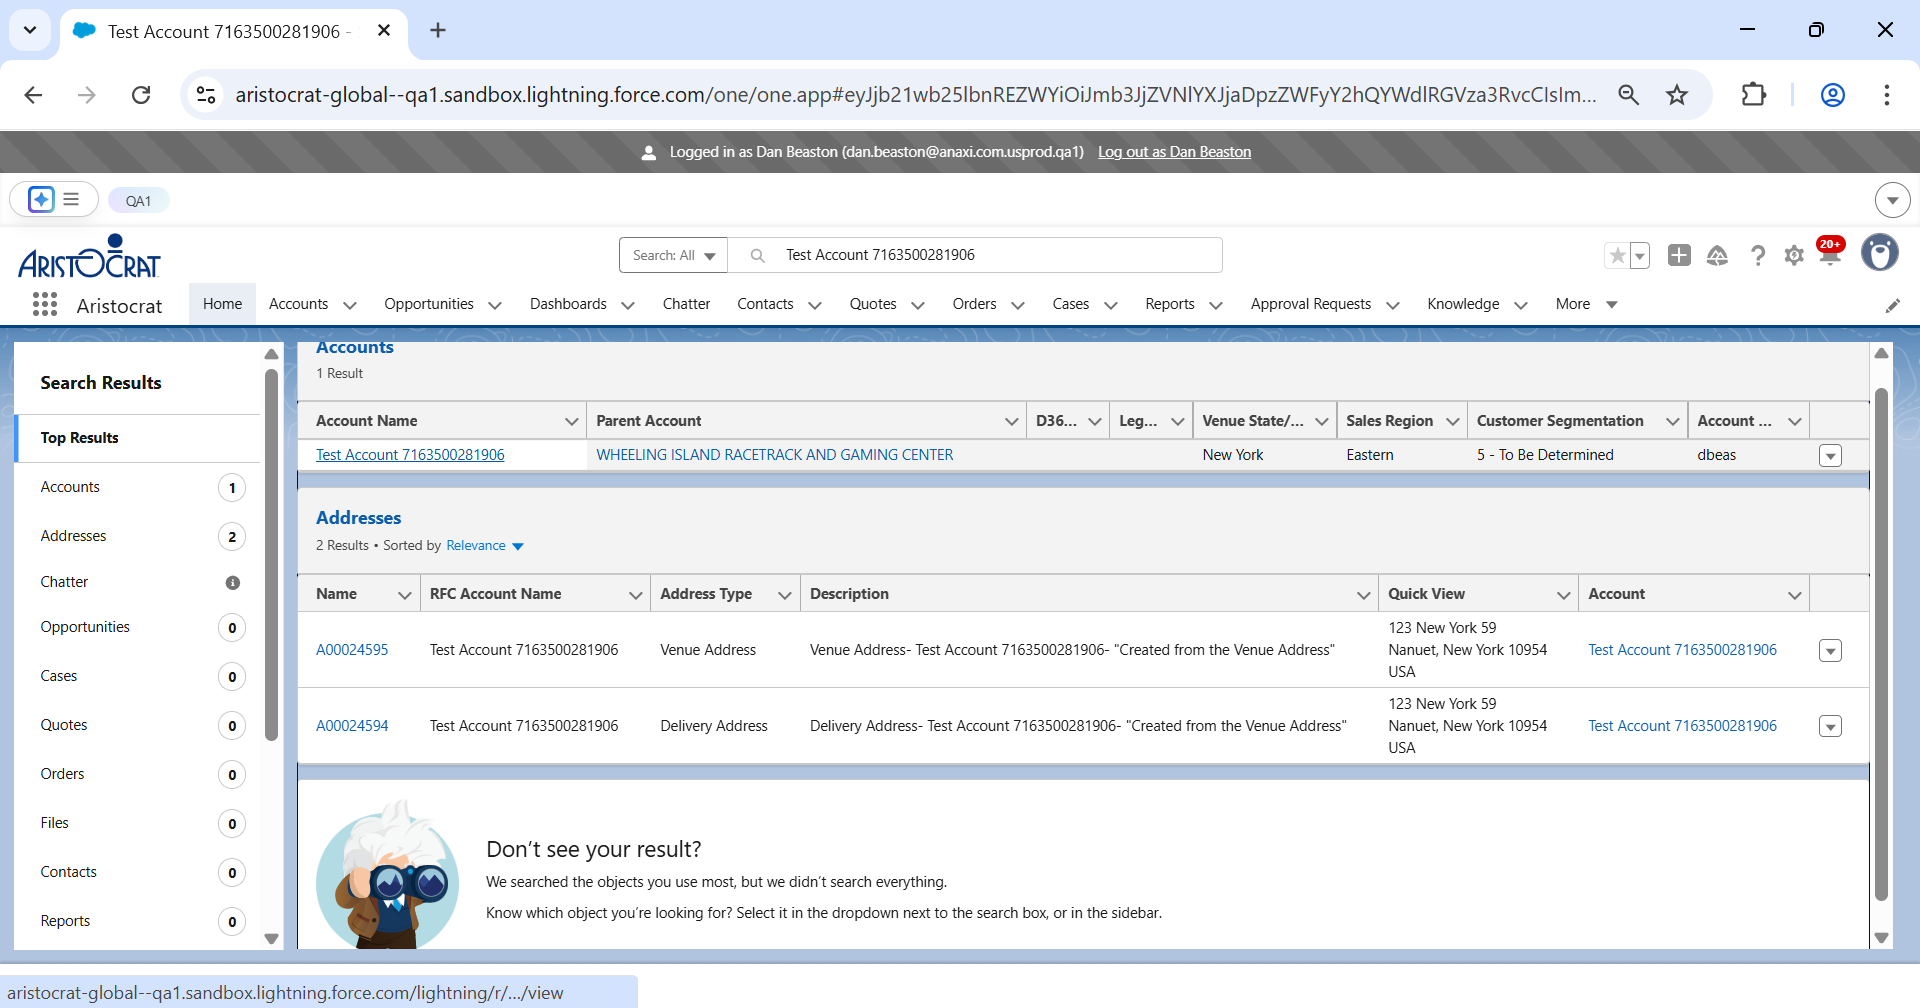 Test Account 7163500281906 -
aristocrat-global--qa1.sandbox.lightning.force.com/one/one.app#eyJjb21wb25lbnREZWYiOiJmb3JjZVNlYXJjaDpzZWFyY2hQYWdlRGVza3RvcCIsIm...
Logged in as Dan Beaston (dan.beaston@anaxi.com.usprod.qa1) Log out as Dan Beaston
QA1
ARISTOCRAT
Search: All
Test Account 7163500281906
20+
Aristocrat
Home
Accounts
Opportunities
Dashboards
Chatter
Contacts
Quotes
Orders
Cases
Reports
Approval Requests
Knowledge
More
Search Results
Top Results
Accounts 1
Addresses 2
Chatter
Opportunities 0
Cases 0
Quotes 0
Orders 0
Files 0
Contacts 0
Reports 0
Accounts
1 Result
Account Name Parent Account D36... Leg... Venue State/... Sales Region Customer Segmentation Account ...
Test Account 7163500281906 WHEELING ISLAND RACETRACK AND GAMING CENTER New York Eastern 5 - To Be Determined dbeas
Addresses
2 Results • Sorted by Relevance
Name RFC Account Name Address Type Description Quick View Account
A00024595 Test Account 7163500281906 Venue Address Venue Address- Test Account 7163500281906- "Created from the Venue Address" 123 New York 59
Nanuet, New York 10954
USA Test Account 7163500281906
A00024594 Test Account 7163500281906 Delivery Address Delivery Address- Test Account 7163500281906- "Created from the Venue Address" 123 New York 59
Nanuet, New York 10954
USA Test Account 7163500281906
Don't see your result?
We searched the objects you use most, but we didn't search everything.
Know which object you're looking for? Select it in the dropdown next to the search box, or in the sidebar.
aristocrat-global--qa1.sandbox.lightning.force.com/lightning/r/.../view